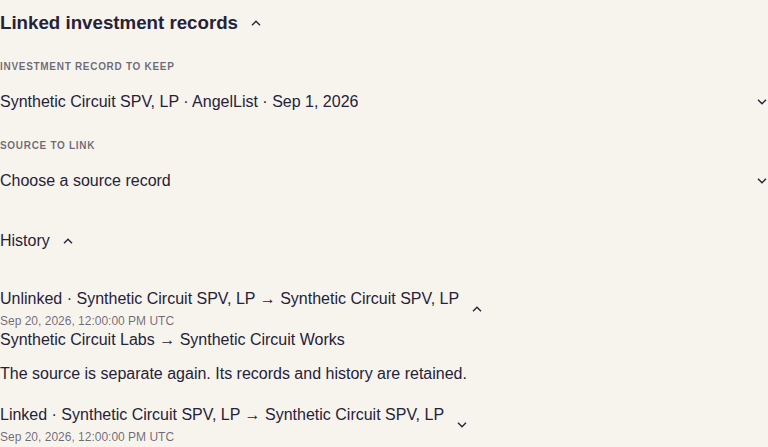 Linked investment records
INVESTMENT RECORD TO KEEP
Synthetic Circuit SPV, LP · AngelList · Sep 1, 2026
SOURCE TO LINK
Choose a source record
History
Unlinked · Synthetic Circuit SPV, LP → Synthetic Circuit SPV, LP
Sep 20, 2026, 12:00:00 PM UTC
Synthetic Circuit Labs → Synthetic Circuit Works
The source is separate again. Its records and history are retained.
Linked · Synthetic Circuit SPV, LP → Synthetic Circuit SPV, LP
Sep 20, 2026, 12:00:00 PM UTC